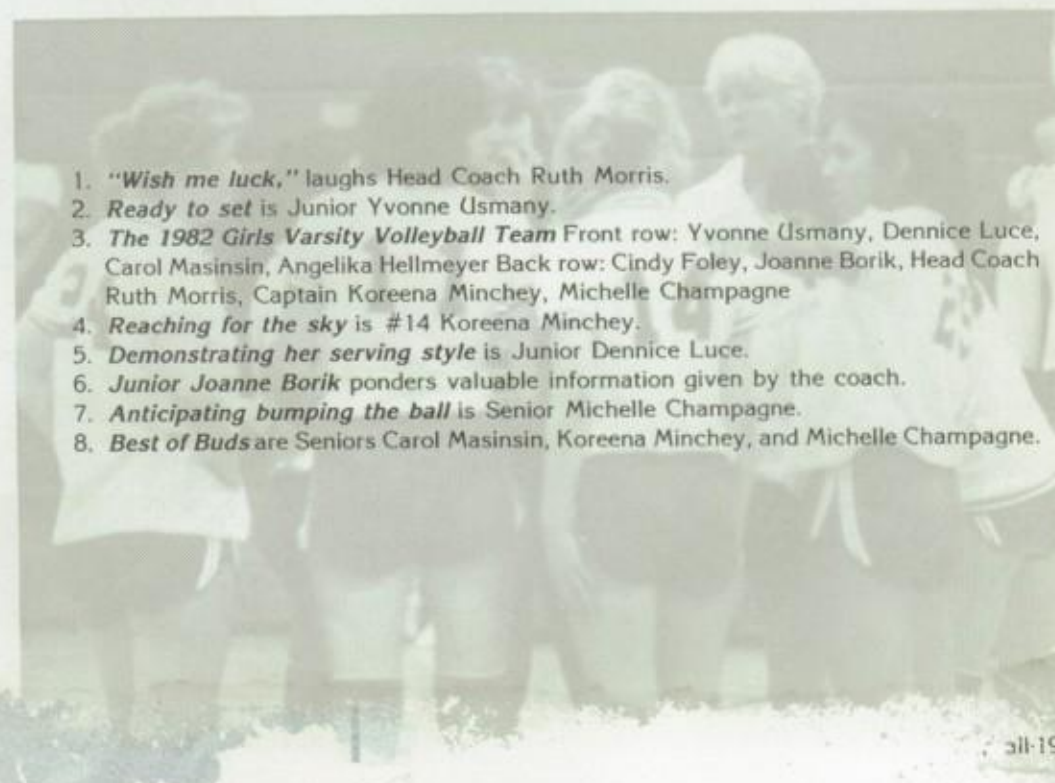 1. "Wish me luck," laughs Head Coach Ruth Morris.
2. Ready to set is Junior Yvonne Usmany.
3. The 1982 Girls Varsity Volleyball Team Front row: Yvonne Usmany, Dennice Luce,
Carol Masinsin, Angelika Hellmeyer Back row: Cindy Foley, Joanne Borik, Head Coach
Ruth Morris, Captain Koreena Minchey, Michelle Champagne
4. Reaching for the sky is #14 Koreena Minchey.
5. Demonstrating her serving style is Junior Dennice Luce.
6. Junior Joanne Borik ponders valuable information given by the coach.
7. Anticipating bumping the ball is Senior Michelle Champagne.
8. Best of Buds are Seniors Carol Masinsin, Koreena Minchey, and Michelle Champagne.